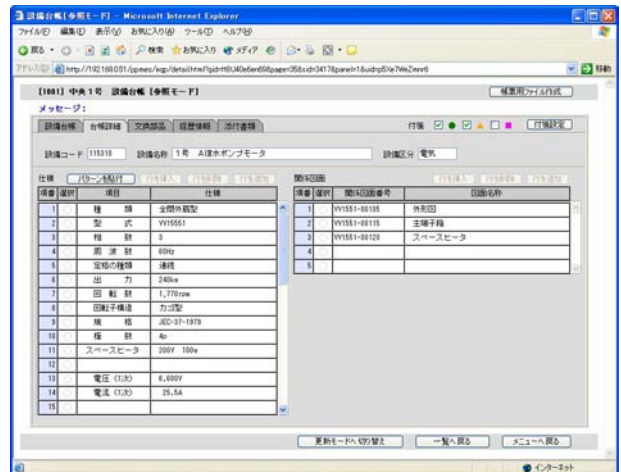 設備台帳【参照モード】 - Microsoft Internet Explorer
ファイル(F) 編集(E) 表示(V) お気に入り(A) ツール(T) ヘルプ(H)
戻る 検索 お気に入り メディア
アドレス(D) 移動
[1001] 中央1号 設備台帳【参照モード】 帳票用ファイル作成
メッセージ:
設備台帳 台帳詳細 交換部品 経歴情報 添付書類 付箋 付箋設定
設備コード 115310 設備名称 1号 設備区分 電気
仕様 パターン貼付 行を挿入 行を削除 行を追加 関係図面 行を挿入 行を削除 行を追加
項番 選択 項目 仕様 項番 選択 関係図面番号 図面名称
1 種 類 全閉外扇型 1 VY1551-00105 外形図
2 型 式 VY15551 2 VY1551-00115 主端子箱
3 相 数 3 3 VY1551-00120 スペースヒータ
4 周 波 数 60Hz 4
5 定格の種類 連続 5
6 出 力 240kw
7 回 転 数 1,770rpm
8 回転子構造 カゴ型
9 規 格 JEC-37-1979
10 極 数 4p
11 スペースヒータ 200V 100w
12
13 電圧(1次) 6,600V
14 電流(1次) 25.5A
15
更新モードへ切り替え 一覧へ戻る メニューへ戻る
インターネット